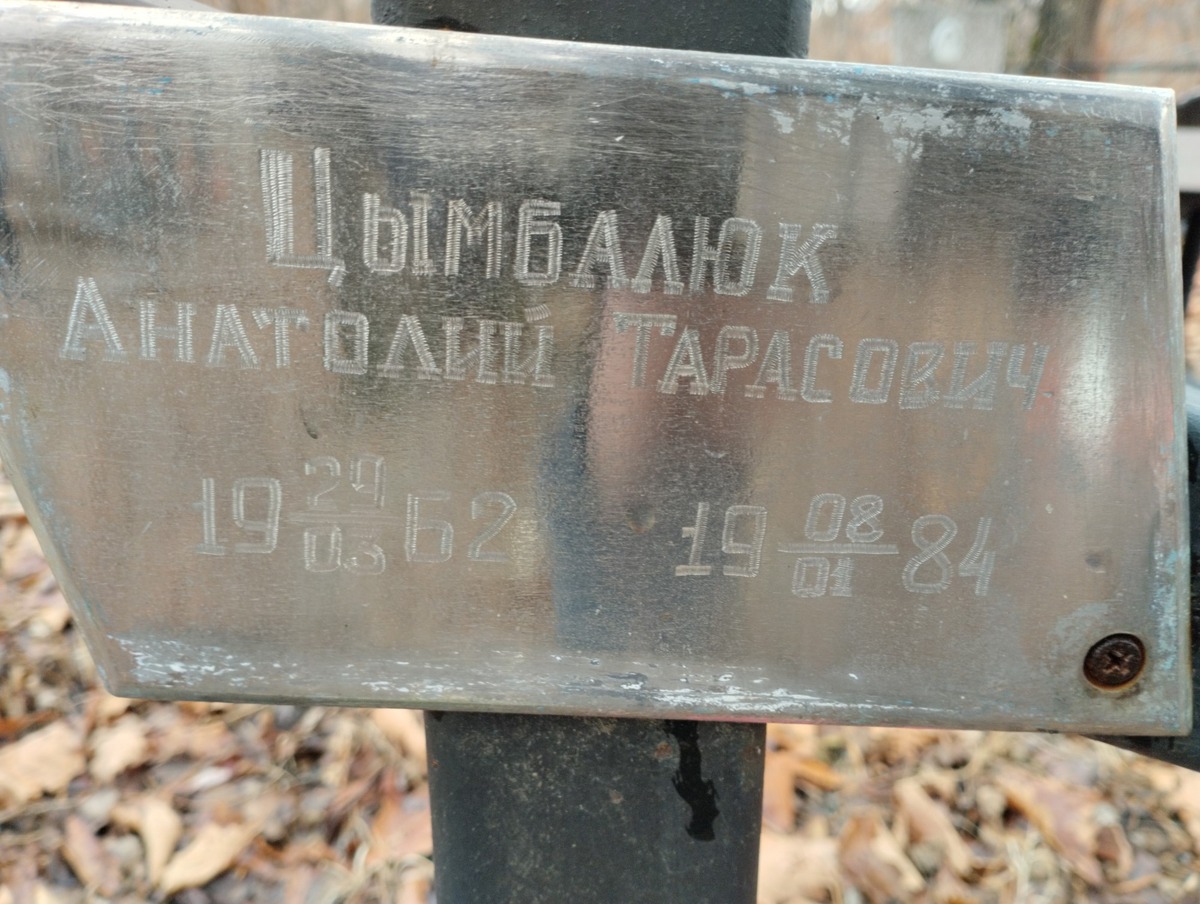 Цымбалюк
Анатолий Тарасович
19 29/03 62 19 08/01 84